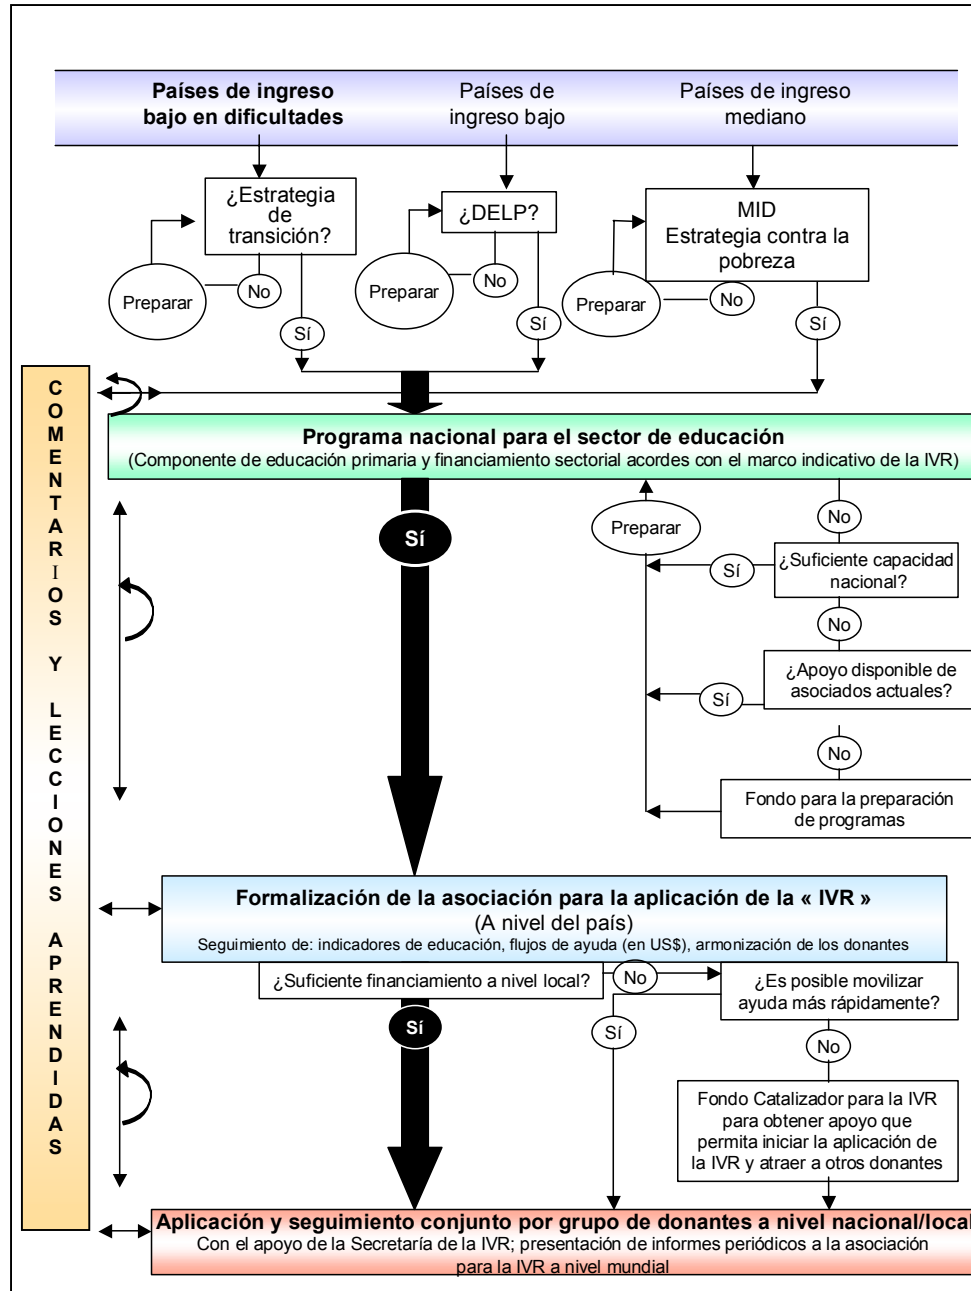 Países de ingreso
bajo en dificultades
Países de
ingreso bajo
Países de ingreso
mediano
¿Estrategia
de
transición?
¿DELP?
MID
Estrategia contra la
pobreza
Preparar
No
Preparar
No
Preparar
No
Sí
Sí
Sí
COMENTARIOS Y LECCIONES APRENDIDAS
Programa nacional para el sector de educación
(Componente de educación primaria y financiamiento sectorial acordes con el marco indicativo de la IVR)
Sí
Preparar
No
Sí
¿Suficiente capacidad
nacional?
No
Sí
¿Apoyo disponible de
asociados actuales?
No
Fondo para la preparación
de programas
Formalización de la asociación para la aplicación de la « IVR »
(A nivel del país)
Seguimiento de: indicadores de educación, flujos de ayuda (en US$), armonización de los donantes
¿Suficiente financiamiento a nivel local?
No
¿Es posible movilizar
ayuda más rápidamente?
Sí
Sí
No
Fondo Catalizador para la IVR
para obtener apoyo que
permita iniciar la aplicación de
la IVR y atraer a otros donantes
Aplicación y seguimiento conjunto por grupo de donantes a nivel nacional/local
Con el apoyo de la Secretaría de la IVR; presentación de informes periódicos a la asociación
para la IVR a nivel mundial